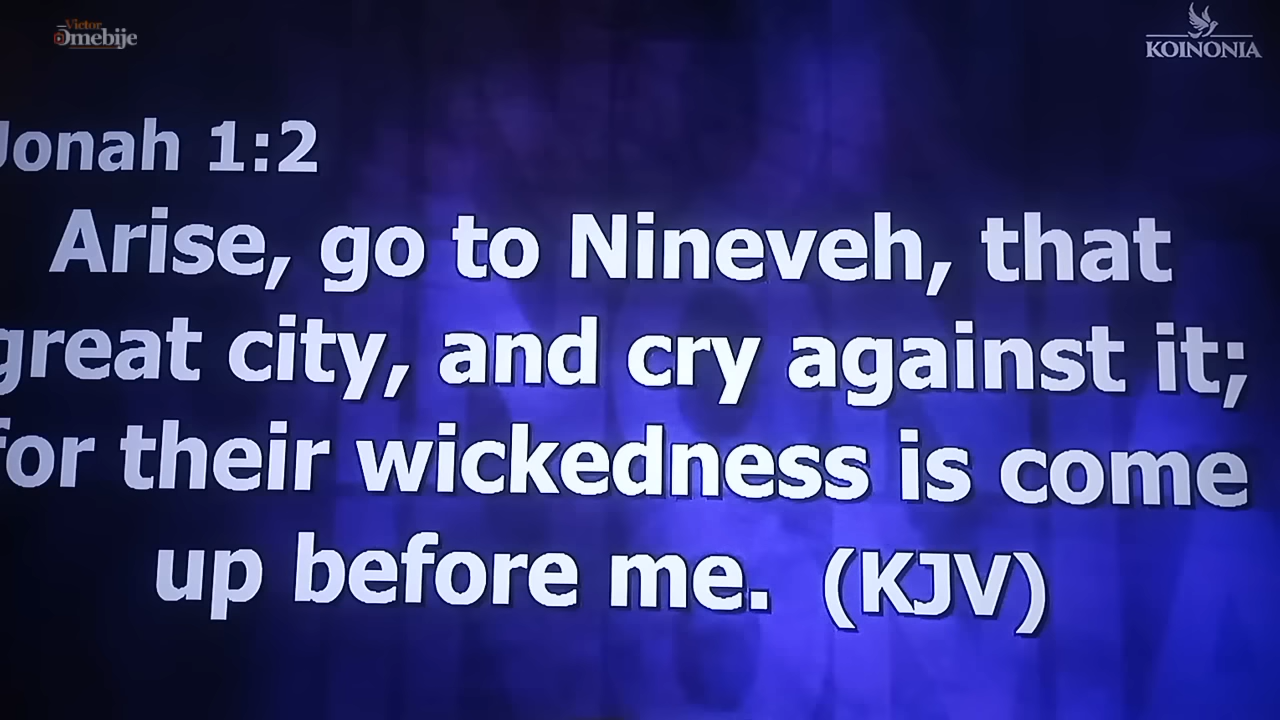 Victor
Omebije
KOINONIA
Jonah 1:2
Arise, go to Nineveh, that
great city, and cry against it;
for their wickedness is come
up before me. (KJV)